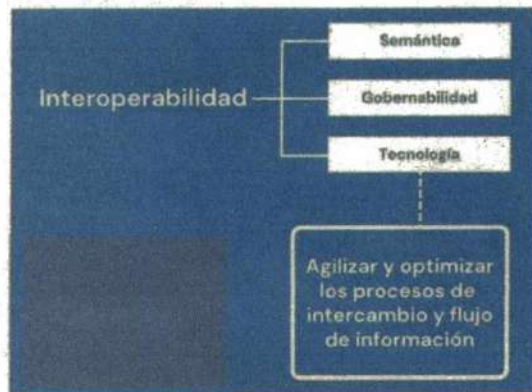 Semántica
Interoperabilidad
Gobernabilidad
Tecnología
Agilizar y optimizar
los procesos de
intercambio y flujo
de información